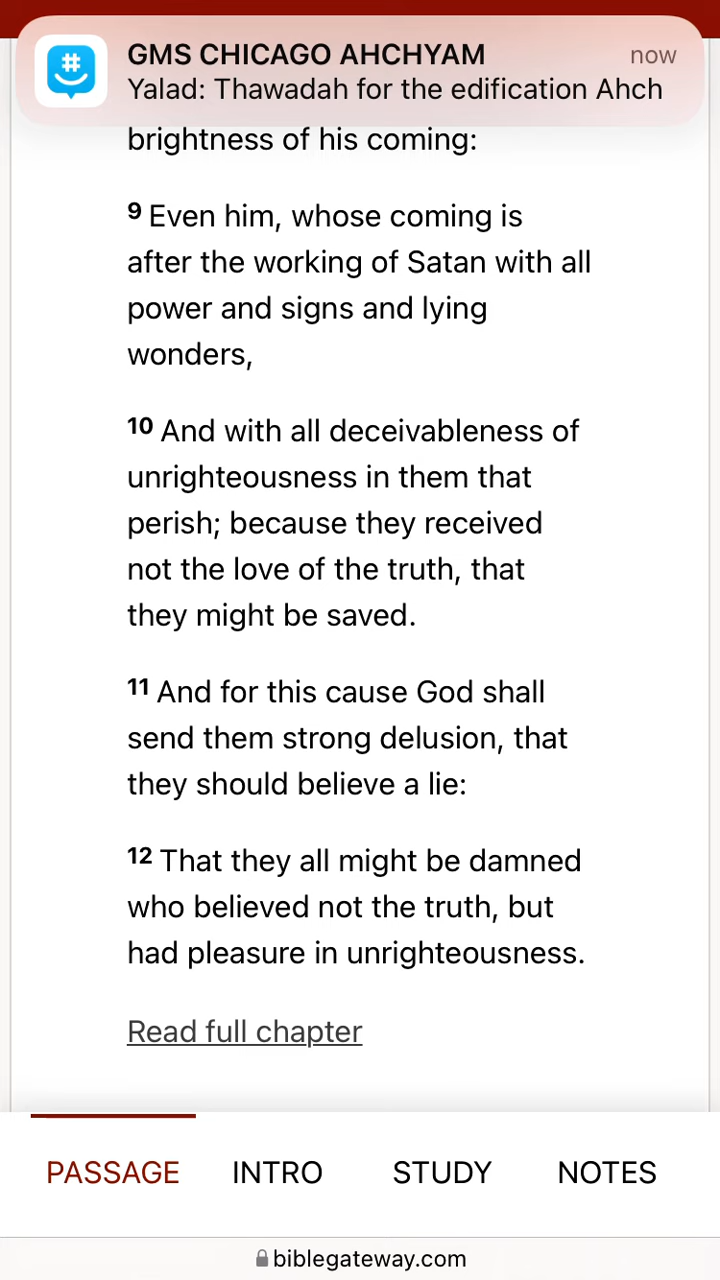 GMS CHICAGO AHCHYAM
now
Yalad: Thawadah for the edification Ahch
brightness of his coming:
9 Even him, whose coming is
after the working of Satan with all
power and signs and lying
wonders,
10 And with all deceivableness of
unrighteousness in them that
perish; because they received
not the love of the truth, that
they might be saved.
11 And for this cause God shall
send them strong delusion, that
they should believe a lie:
12 That they all might be damned
who believed not the truth, but
had pleasure in unrighteousness.
Read full chapter
PASSAGE INTRO STUDY NOTES
biblegateway.com